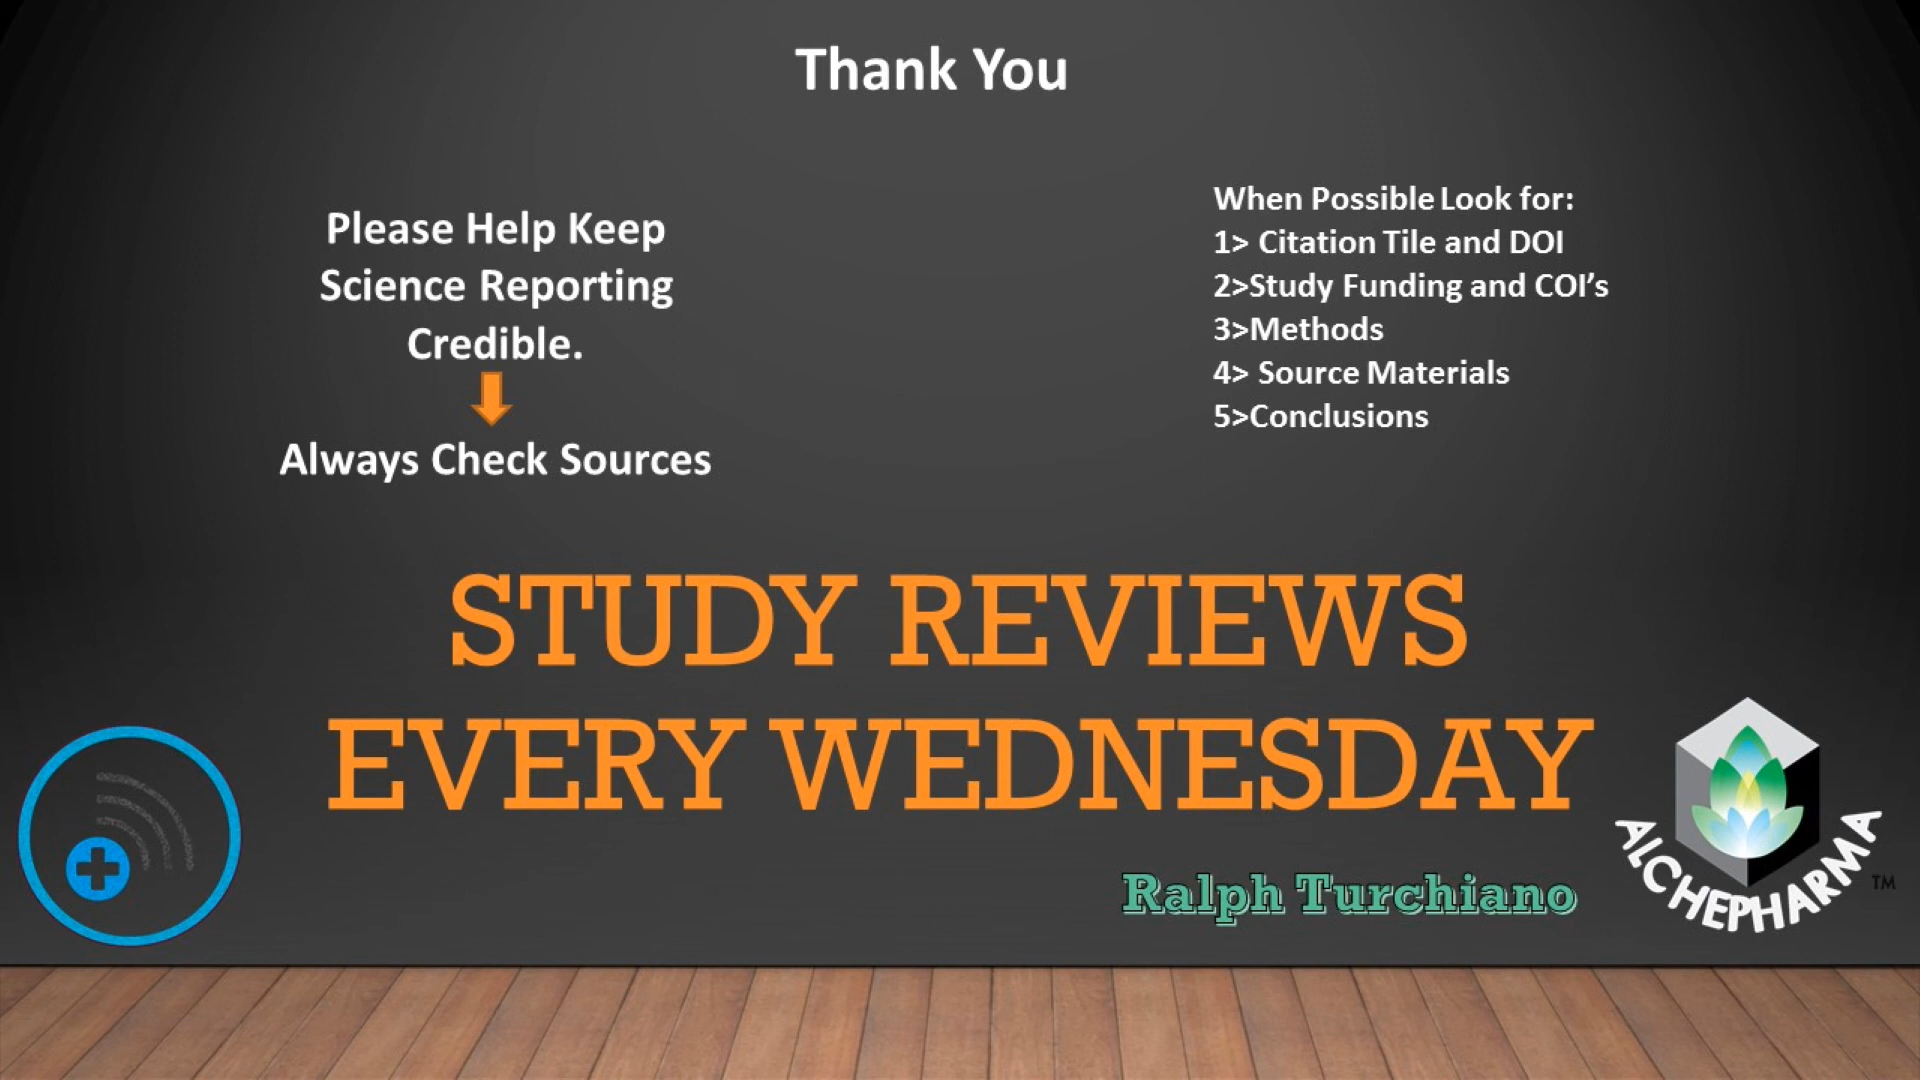 Thank You
Please Help Keep
Science Reporting
Credible.
Always Check Sources
When Possible Look for:
1> Citation Tile and DOI
2>Study Funding and COI’s
3>Methods
4> Source Materials
5>Conclusions
STUDY REVIEWS
EVERY WEDNESDAY
Ralph Turchiano
ALCHEPHARMA TM